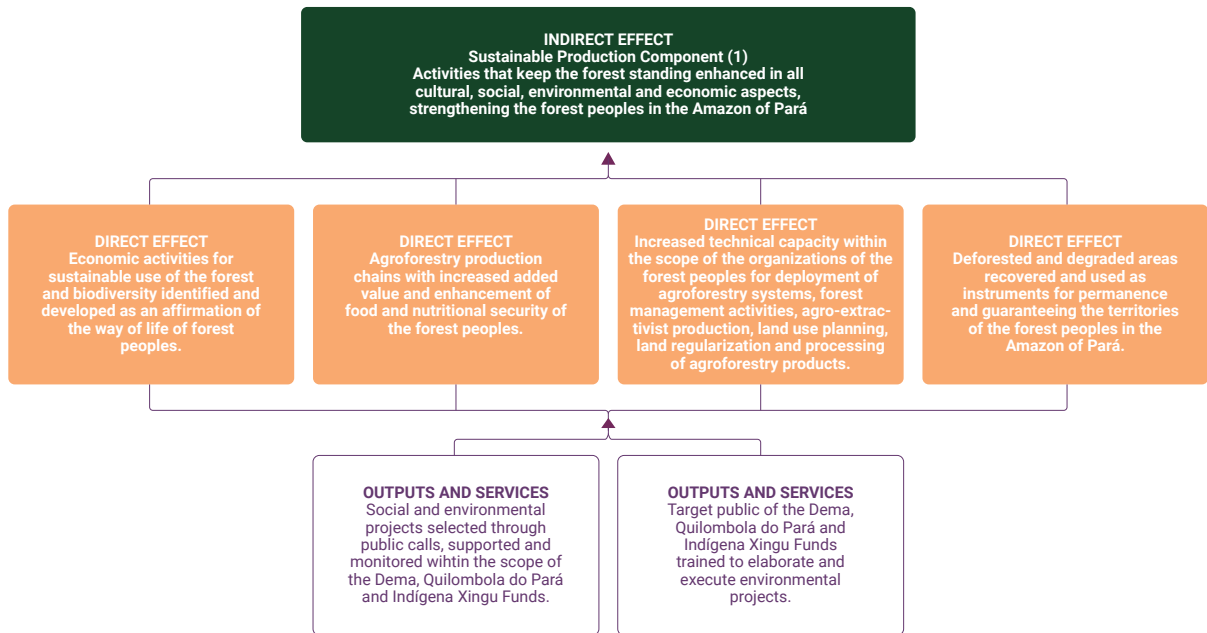 INDIRECT EFFECT
Sustainable Production Component (1)
Activities that keep the forest standing enhanced in all
cultural, social, environmental and economic aspects,
strengthening the forest peoples in the Amazon of Pará
DIRECT EFFECT
Economic activities for
sustainable use of the forest
and biodiversity identified and
developed as an affirmation of
the way of life of forest
peoples.
DIRECT EFFECT
Agroforestry production
chains with increased added
value and enhancement of
food and nutritional security
of the forest peoples.
DIRECT EFFECT
Increased technical capacity within
the scope of the organizations of the
forest peoples for deployment of
agroforestry systems, forest
management activities, agro-extrac-
tivist production, land use planning,
land regularization and processing
of agroforestry products.
DIRECT EFFECT
Deforested and degraded areas
recovered and used as
instruments for permanence
and guaranteeing the territories
of the forest peoples in the
Amazon of Pará.
OUTPUTS AND SERVICES
Social and environmental
projects selected through
public calls, supported and
monitored wihtin the scope of
the Dema, Quilombola do Pará
and Indígena Xingu Funds.
OUTPUTS AND SERVICES
Target public of the Dema,
Quilombola do Pará and
Indígena Xingu Funds
trained to elaborate and
execute environmental
projects.